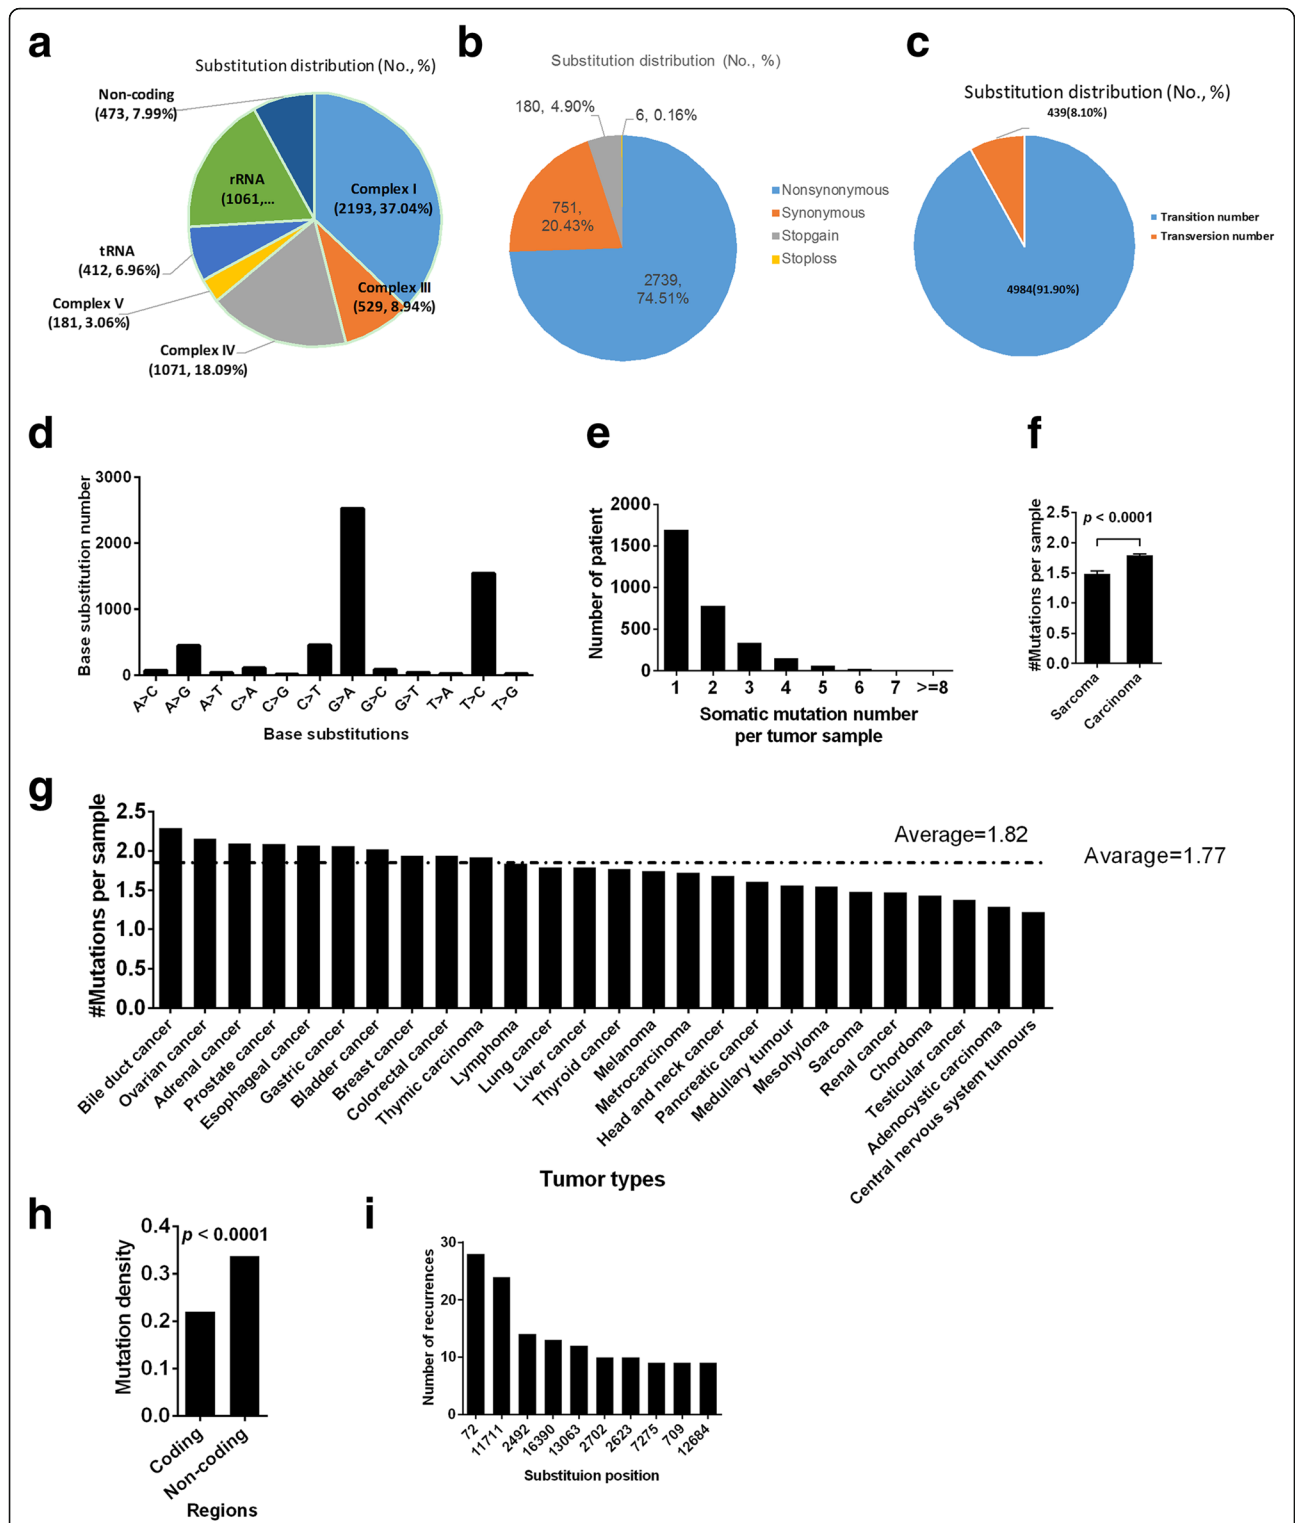 a
Substitution distribution (No., %)
Non-coding
(473, 7.99%)
rRNA
(1061,...
Complex I
(2193, 37.04%)
tRNA
(412, 6.96%)
Complex III
(529, 8.94%)
Complex V
(181, 3.06%)
Complex IV
(1071, 18.09%)
b
Substitution distribution (No., %)
180, 4.90%
6, 0.16%
751,
20.43%
2739,
74.51%
Nonsynonymous
Synonymous
Stopgain
Stoploss
c
Substitution distribution (No., %)
439(8.10%)
4984(91.90%)
Transition number
Transversion number
d
Base substitution number
3000
2000
1000
0
A>C
A>G
A>T
C>A
C>G
C>T
G>A
G>C
G>T
T>A
T>C
T>G
Base substitutions
e
Number of patient
2000
1500
1000
500
0
1 2 3 4 5 6 7 >=8
Somatic mutation number
per tumor sample
f
#Mutations per sample
2.5
2.0
1.5
1.0
0.5
0.0
p < 0.0001
Sarcoma
Carcinoma
g
#Mutations per sample
2.5
2.0
1.5
1.0
0.5
0.0
Average=1.82
Avarage=1.77
Bile duct cancer
Ovarian cancer
Adrenal cancer
Prostate cancer
Esophageal cancer
Gastric cancer
Bladder cancer
Breast cancer
Colorectal cancer
Thymic carcinoma
Lymphoma
Lung cancer
Liver cancer
Thyroid cancer
Melanoma
Metrocarcinoma
Head and neck cancer
Pancreatic cancer
Medullary tumour
Mesohyloma
Sarcoma
Renal cancer
Chordoma
Testicular cancer
Adenocystic carcinoma
Central nervous system tumours
Tumor types
h
Mutation density
0.4
0.3
0.2
0.1
0.0
p < 0.0001
Coding
Non-coding
Regions
i
Number of recurrences
30
20
10
0
72
11711
2492
16390
13063
2702
2623
7275
709
12684
Substituion position